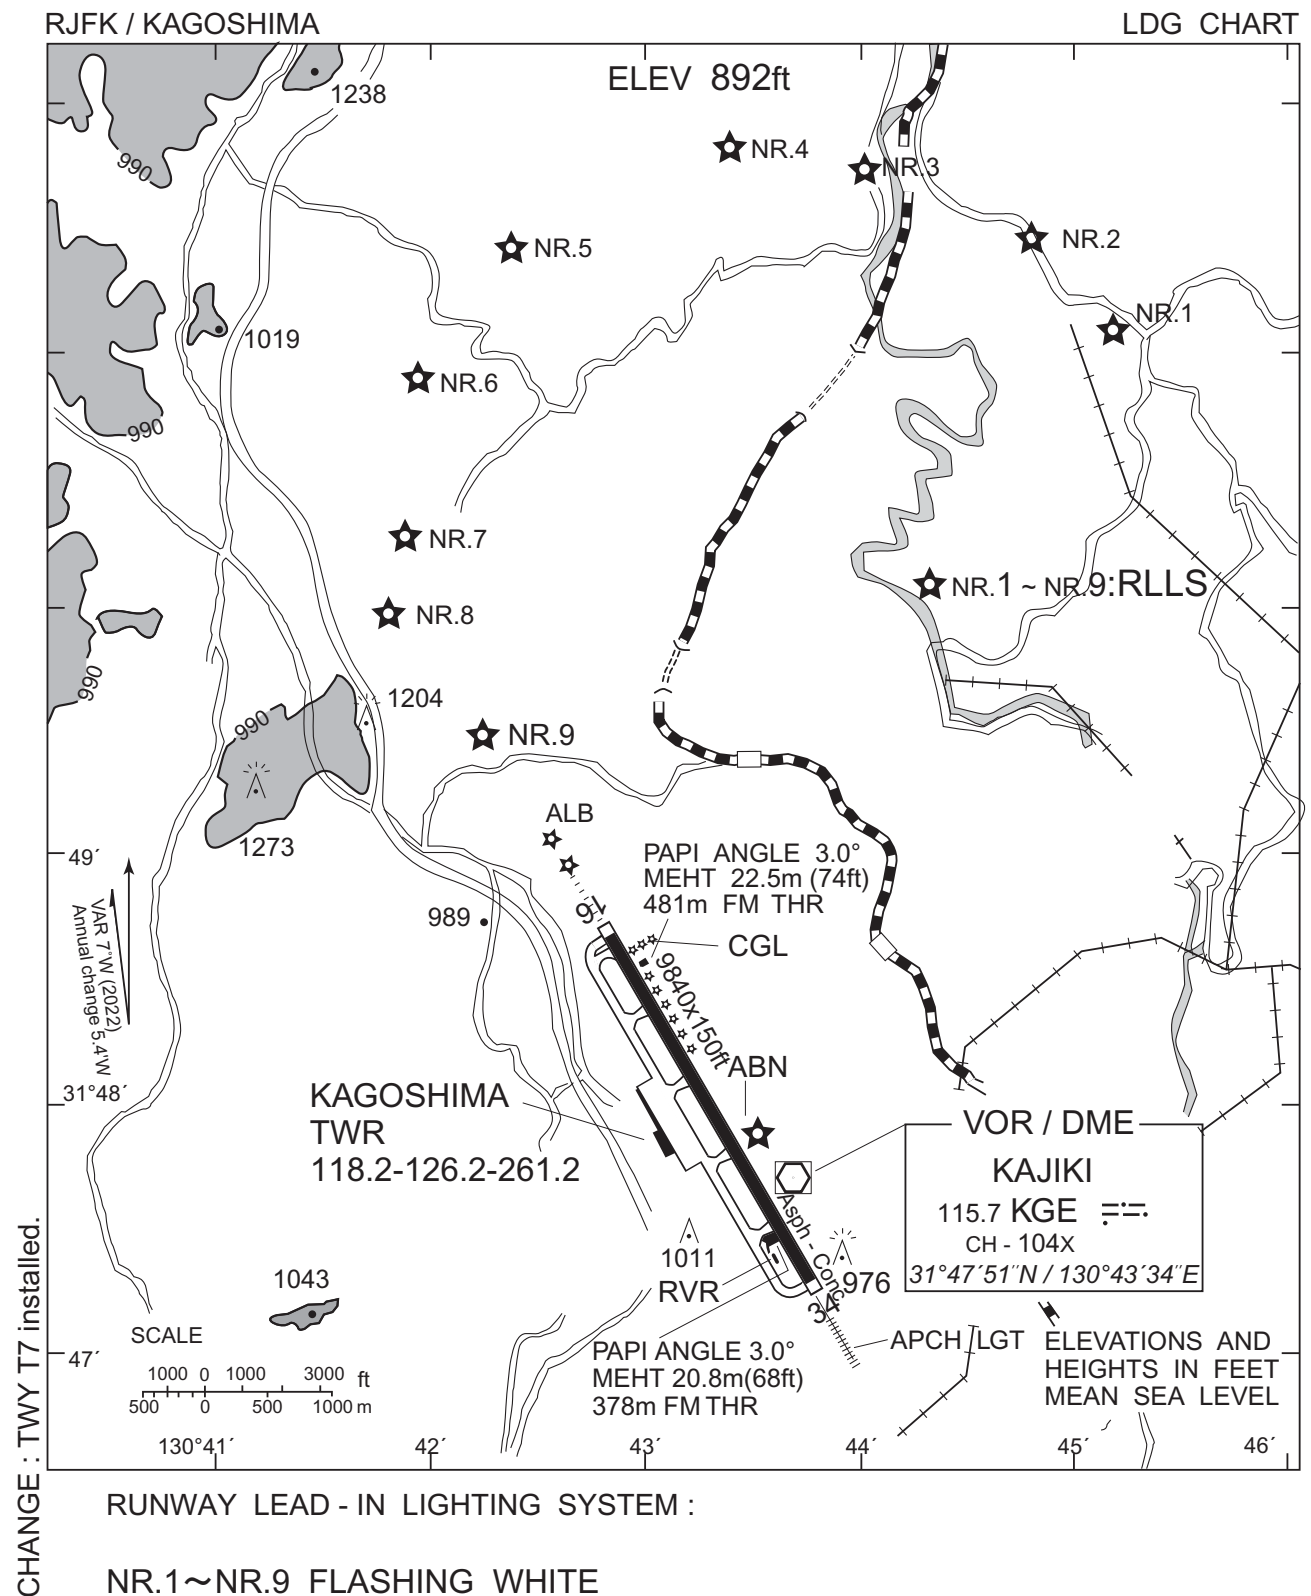 RJFK / KAGOSHIMA
LDG CHART
ELEV 892ft
1238
990
NR.4
NR.3
NR.5
NR.2
NR.1
1019
NR.6
990
NR.7
NR.1 ~ NR.9:RLLS
NR.8
990
1204
990
NR.9
1273
ALB
49´
PAPI ANGLE 3.0°
MEHT 22.5m (74ft)
481m FM THR
VAR 7°W (2022)
Annual change 5.4'W
989
16
CGL
9840x150ft
31°48´
ABN
KAGOSHIMA
TWR
118.2-126.2-261.2
VOR / DME
KAJIKI
115.7 KGE
CH - 104X
31°47´51˝N / 130°43´34˝E
Asph - Conc
1011
976
RVR
34
1043
SCALE
47´
1000 0 1000 3000 ft
500 0 500 1000 m
PAPI ANGLE 3.0°
MEHT 20.8m(68ft)
378m FM THR
APCH LGT
ELEVATIONS AND
HEIGHTS IN FEET
MEAN SEA LEVEL
130°41´ 42´ 43´ 44´ 45´ 46´
CHANGE : TWY T7 installed.
RUNWAY LEAD - IN LIGHTING SYSTEM :
NR.1～NR.9 FLASHING WHITE